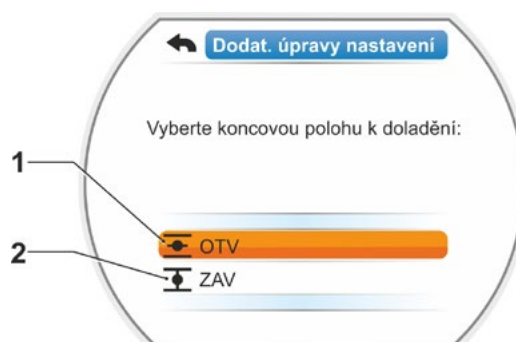 Dodat. úpravy nastavení
Vyberte koncovou polohu k doladění:
1
OTV
2
ZAV